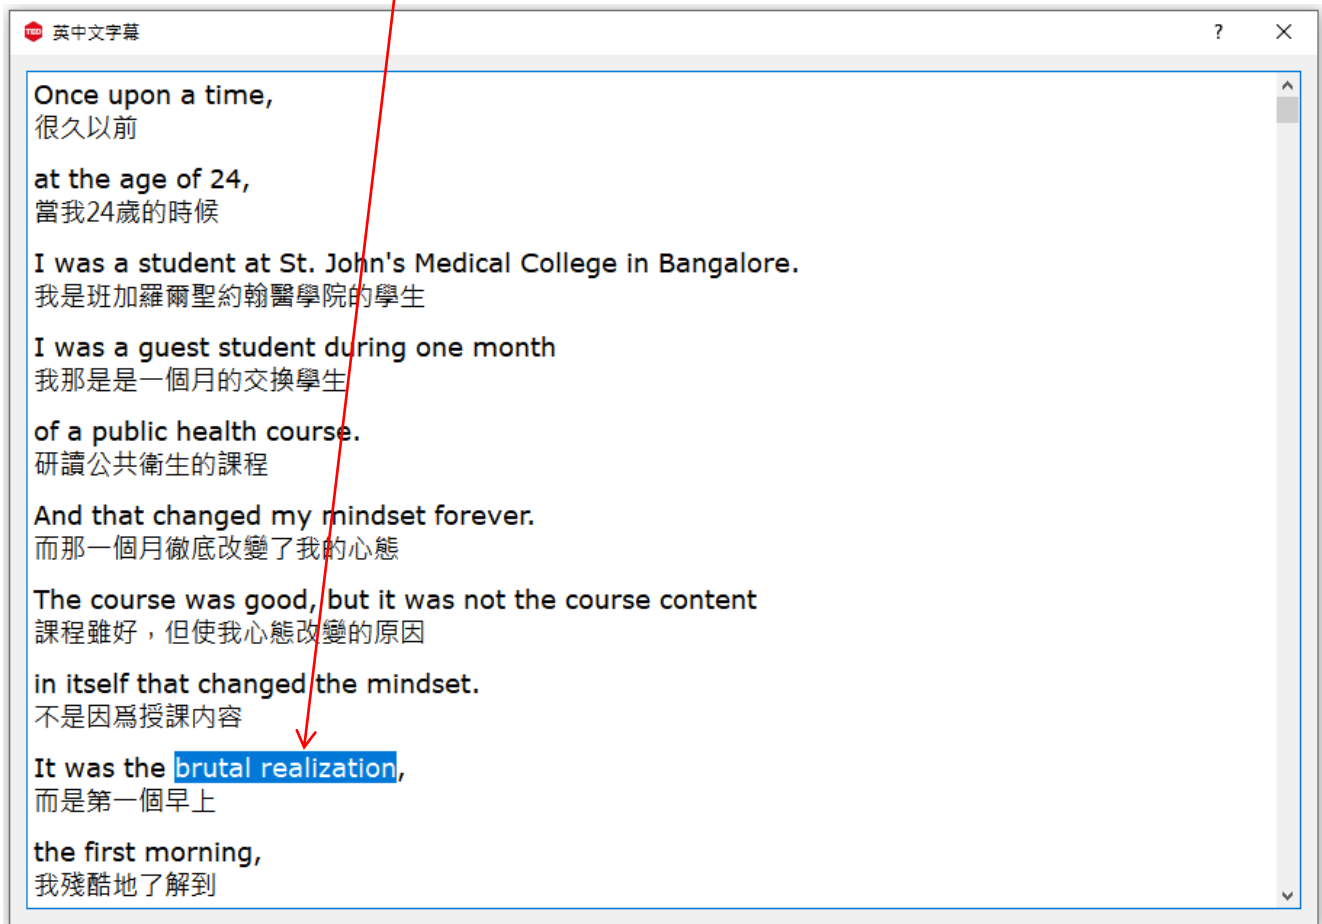 TED 英中文字幕 ? ×
Once upon a time,
很久以前
at the age of 24,
當我24歲的時候
I was a student at St. John's Medical College in Bangalore.
我是班加羅爾聖約翰醫學院的學生
I was a guest student during one month
我那是是一個月的交換學生
of a public health course.
研讀公共衛生的課程
And that changed my mindset forever.
而那一個月徹底改變了我的心態
The course was good, but it was not the course content
課程雖好，但使我心態改變的原因
in itself that changed the mindset.
不是因爲授課内容
It was the brutal realization,
而是第一個早上
the first morning,
我殘酷地了解到